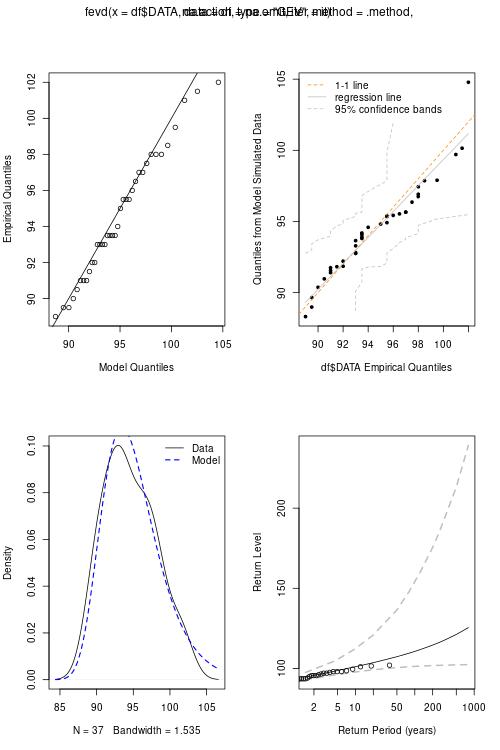 fevd(x = df$DATA,
method = .method,
102
100
98
96
94
92
90
Empirical Quantiles
90 95 100 105
Model Quantiles
105
100
95
90
Quantiles from Model Simulated Data
1-1 line
regression line
95% confidence bands
90 92 94 96 98 100
df$DATA Empirical Quantiles
0.10
0.08
0.06
0.04
0.02
0.00
Density
Data
Model
85 90 95 100 105
N = 37 Bandwidth = 1.535
200
150
100
Return Level
2 5 10 50 200 1000
Return Period (years)